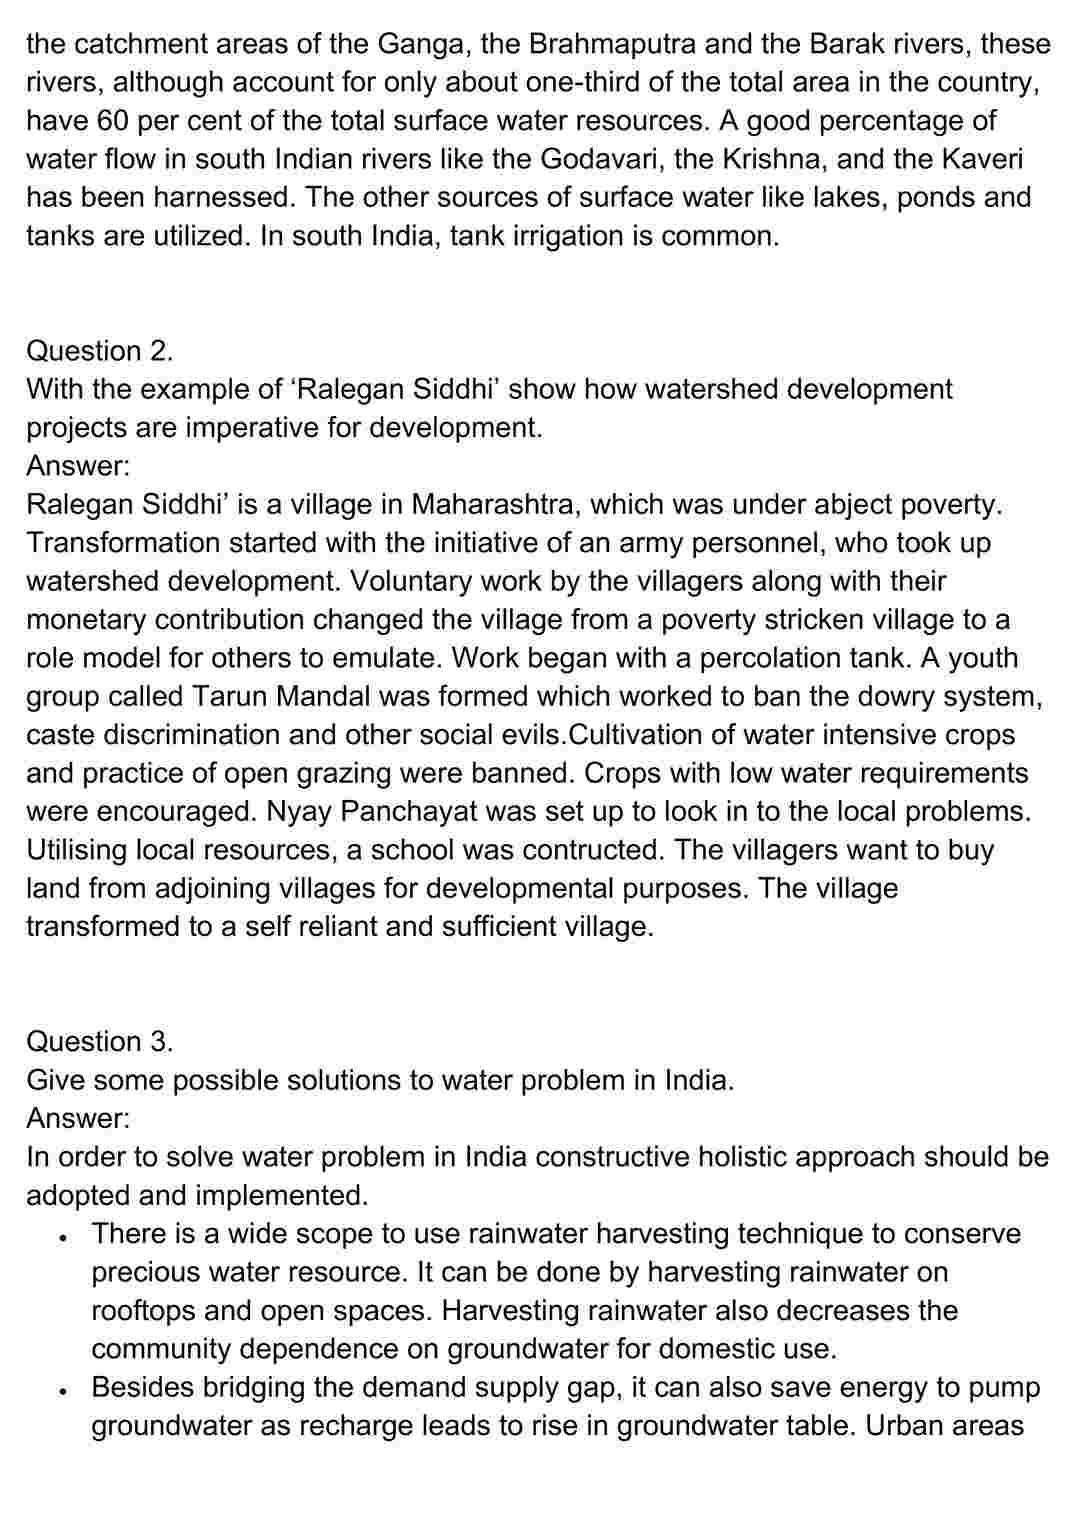 the catchment areas of the Ganga, the Brahmaputra and the Barak rivers, these
rivers, although account for only about one-third of the total area in the country,
have 60 per cent of the total surface water resources. A good percentage of
water flow in south Indian rivers like the Godavari, the Krishna, and the Kaveri
has been harnessed. The other sources of surface water like lakes, ponds and
tanks are utilized. In south India, tank irrigation is common.
Question 2.
With the example of ‘Ralegan Siddhi’ show how watershed development
projects are imperative for development.
Answer:
Ralegan Siddhi’ is a village in Maharashtra, which was under abject poverty.
Transformation started with the initiative of an army personnel, who took up
watershed development. Voluntary work by the villagers along with their
monetary contribution changed the village from a poverty stricken village to a
role model for others to emulate. Work began with a percolation tank. A youth
group called Tarun Mandal was formed which worked to ban the dowry system,
caste discrimination and other social evils.Cultivation of water intensive crops
and practice of open grazing were banned. Crops with low water requirements
were encouraged. Nyay Panchayat was set up to look in to the local problems.
Utilising local resources, a school was contructed. The villagers want to buy
land from adjoining villages for developmental purposes. The village
transformed to a self reliant and sufficient village.
Question 3.
Give some possible solutions to water problem in India.
Answer:
In order to solve water problem in India constructive holistic approach should be
adopted and implemented.
• There is a wide scope to use rainwater harvesting technique to conserve
precious water resource. It can be done by harvesting rainwater on
rooftops and open spaces. Harvesting rainwater also decreases the
community dependence on groundwater for domestic use.
• Besides bridging the demand supply gap, it can also save energy to pump
groundwater as recharge leads to rise in groundwater table. Urban areas